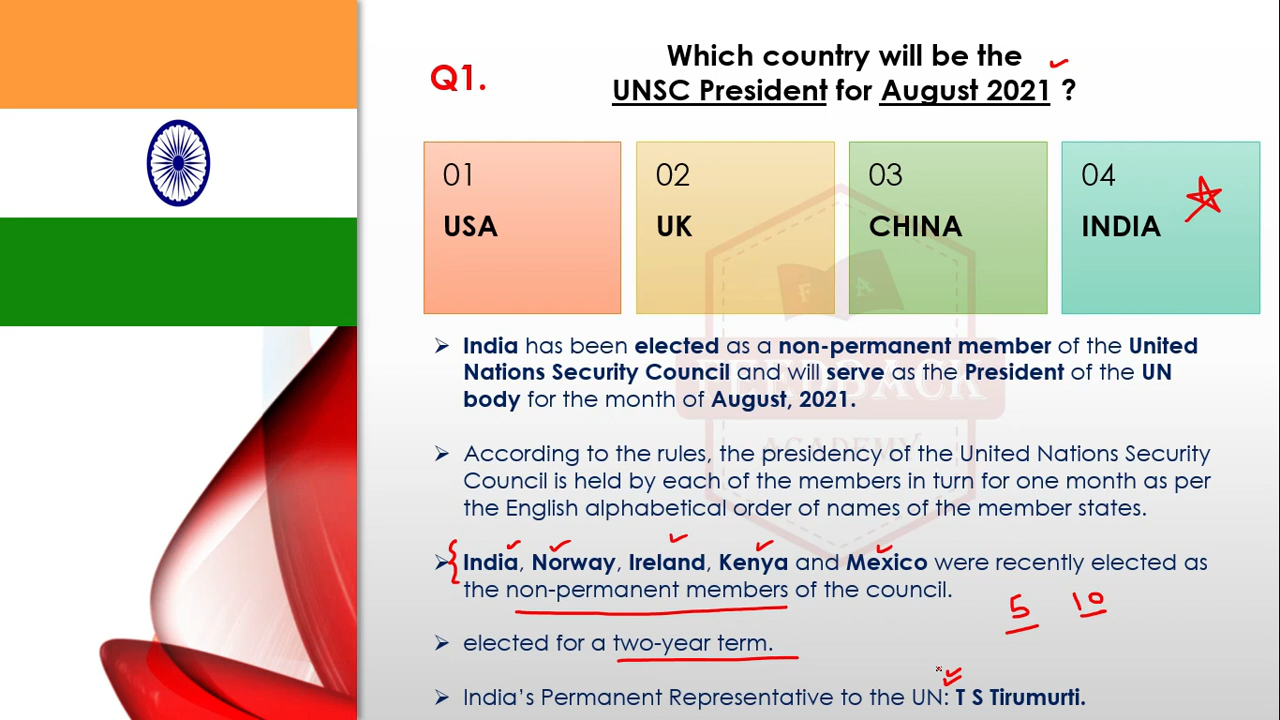 Q1.
Which country will be the
UNSC President for August 2021 ?
01
USA
02
UK
03
CHINA
04
INDIA
F A
FEEDBACK
ACADEMY
➢ India has been elected as a non-permanent member of the United
Nations Security Council and will serve as the President of the UN
body for the month of August, 2021.
➢ According to the rules, the presidency of the United Nations Security
Council is held by each of the members in turn for one month as per
the English alphabetical order of names of the member states.
➢ India, Norway, Ireland, Kenya and Mexico were recently elected as
the non-permanent members of the council.
5 10
➢ elected for a two-year term.
➢ India's Permanent Representative to the UN: T S Tirumurti.